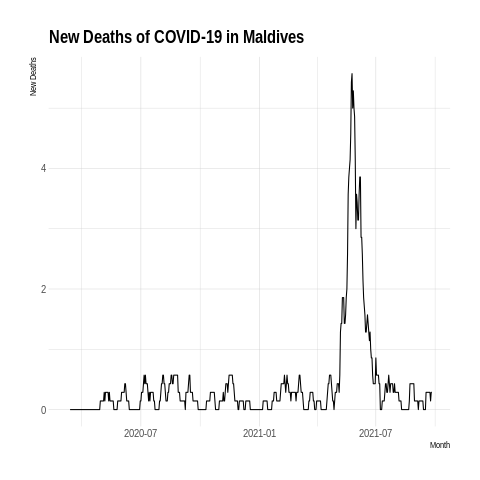 New Deaths of COVID-19 in Maldives
New Deaths
4
2
0
2020-07
2021-01
2021-07
Month